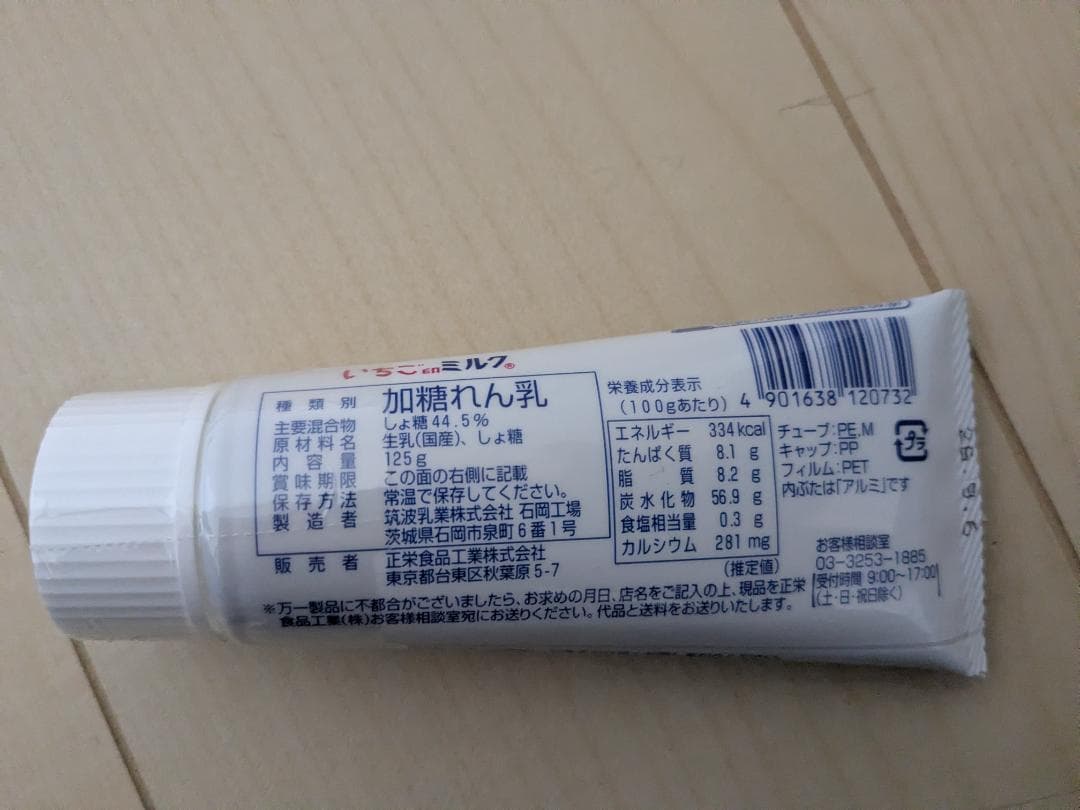 いちご印ミルク®
種類別 加糖れん乳
主要混合物 しょ糖44.5%
原材料名 生乳(国産)、しょ糖
内容量 125g
賞味期限 この面の右側に記載
保存方法 常温で保存してください。
製造者 筑波乳業株式会社 石岡工場
茨城県石岡市泉町6番1号
販売者 正栄食品工業株式会社
東京都台東区秋葉原5-7
※万一製品に不都合がございましたら、お求めの月日、店名をご記入の上、現品を正栄
食品工業(株)お客様相談室宛にお送りください。代品と送料をお送りいたします。
栄養成分表示
(100gあたり)
エネルギー 334kcal
たんぱく質 8.1 g
脂質 8.2 g
炭水化物 56.9 g
食塩相当量 0.3 g
カルシウム 281mg
(推定値)
4 901638 120732
チューブ:PE,M
キャップ:PP
フィルム:PET
内ぶたは「アルミ」です
プラ
お客様相談室
03-3253-1885
受付時間 9:00~17:00
(土・日・祝日除く)
25.6.9